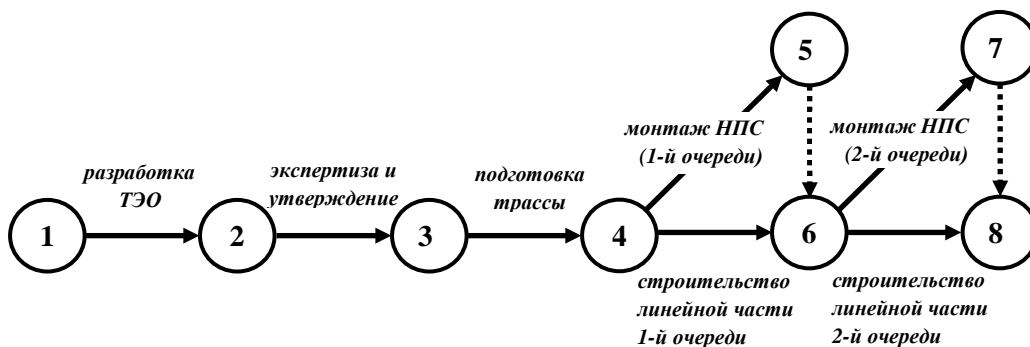 5
7
монтаж НПС
(1-й очереди)
монтаж НПС
(2-й очереди)
разработка
ТЭО
экспертиза и
утверждение
подготовка
трассы
1
2
3
4
6
8
строительство
линейной части
1-й очереди
строительство
линейной части
2-й очереди